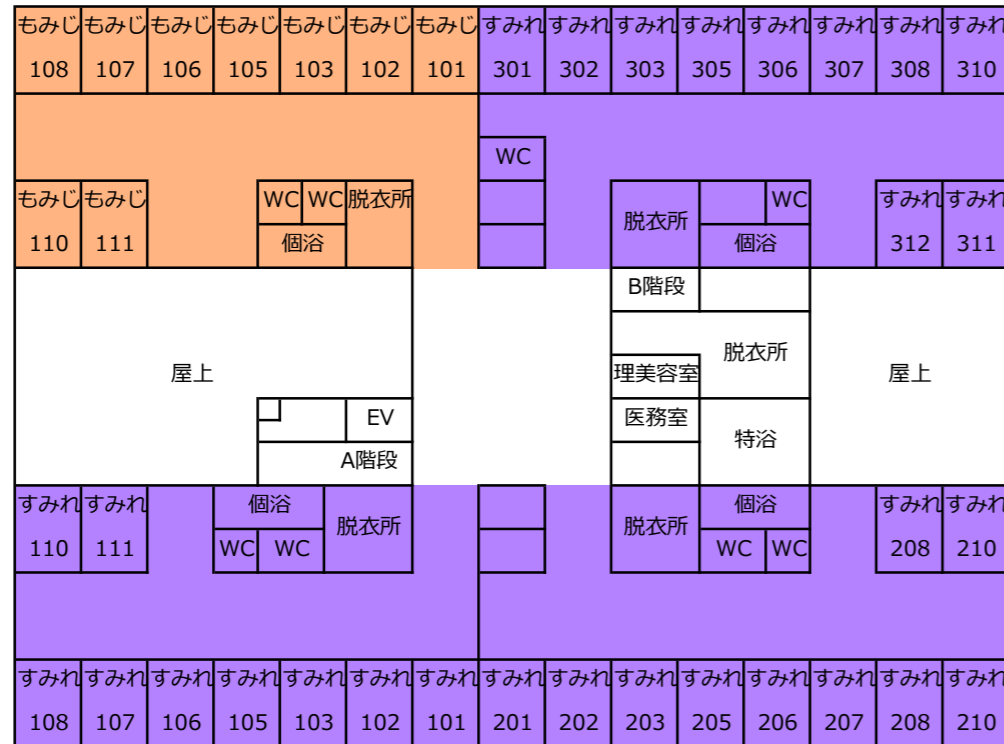 もみじ もみじ もみじ もみじ もみじ もみじ もみじ すみれ すみれ すみれ すみれ すみれ すみれ すみれ すみれ
108 107 106 105 103 102 101 301 302 303 305 306 307 308 310
WC
もみじ もみじ WC WC 脱衣所 脱衣所 WC すみれ すみれ
110 111 個浴 個浴 312 311
B階段
脱衣所
屋上 理美容室 屋上
EV 医務室 特浴
A階段
すみれ すみれ 個浴 脱衣所 脱衣所 個浴 すみれ すみれ
110 111 WC WC WC WC 208 210
すみれ すみれ すみれ すみれ すみれ すみれ すみれ すみれ すみれ すみれ すみれ すみれ すみれ すみれ すみれ
108 107 106 105 103 102 101 201 202 203 205 206 207 208 210